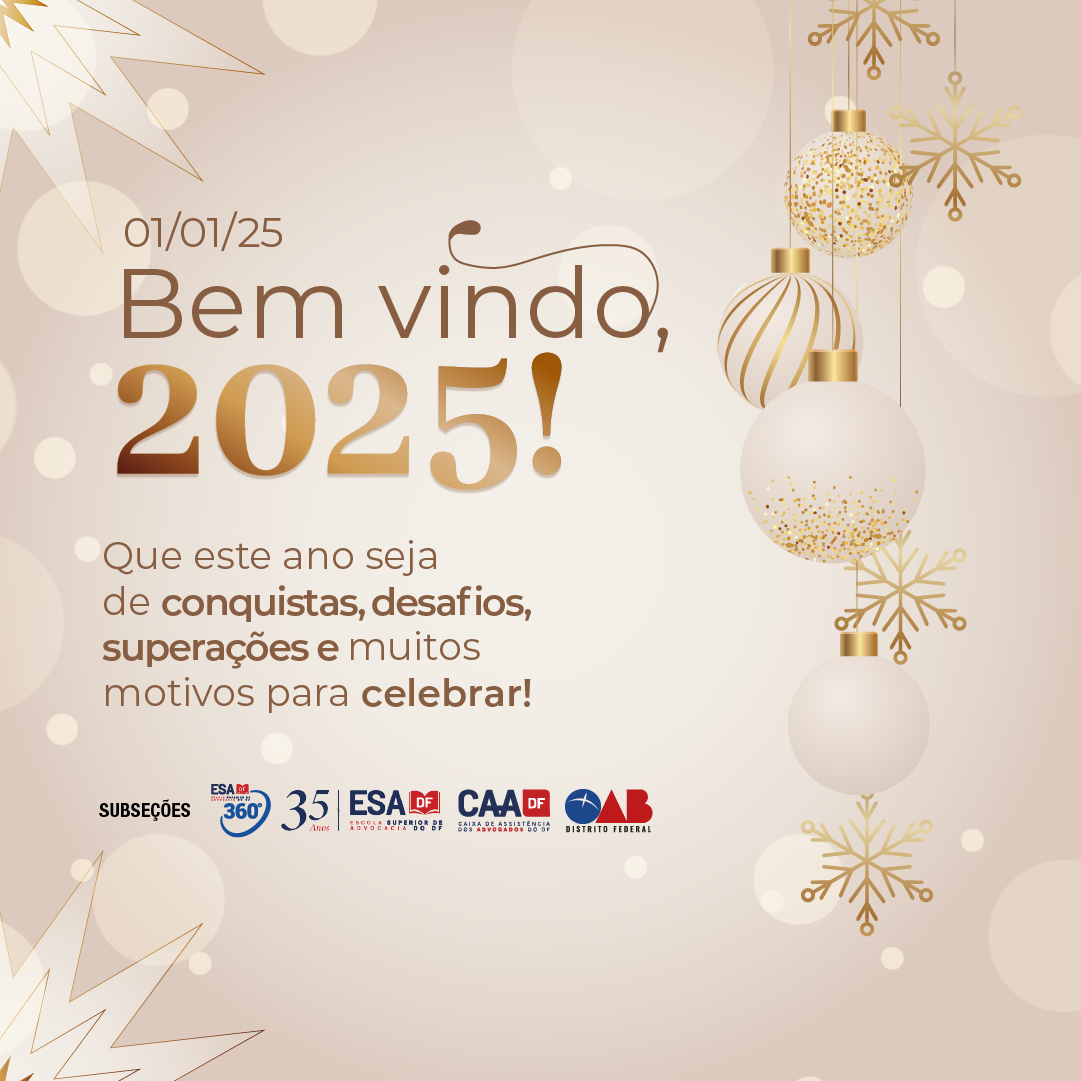 01/01/25
Bem vindo,
2025!
Que este ano seja
de conquistas, desafios,
superações e muitos
motivos para celebrar!
SUBSEÇÕES
ESA DF
360º
35
Anos
ESA DF
ESCOLA SUPERIOR DE
ADVOCACIA DO DF
CAA DF
CAIXA DE ASSISTÊNCIA
DOS ADVOGADOS DO DF
OAB
DISTRITO FEDERAL